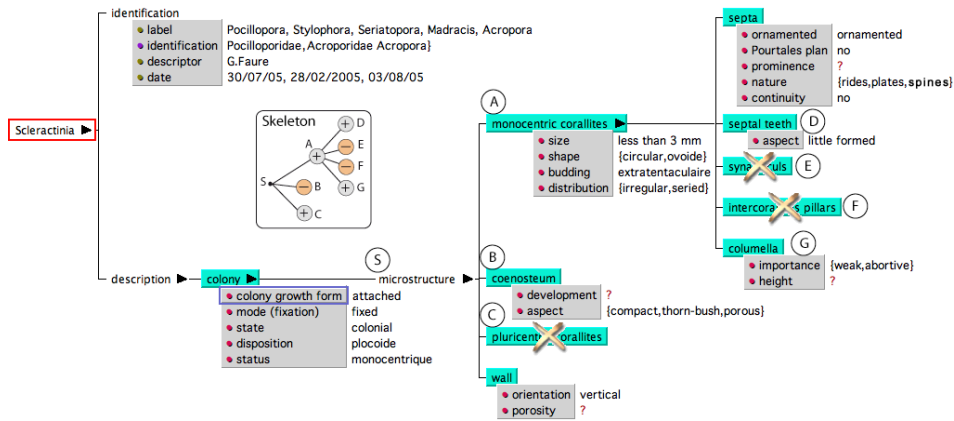 identification
label Pocillopora, Stylophora, Seriatopora, Madracis, Acropora
identification Pocilloporidae,Acroporidae Acropora}
descriptor G.Faure
date 30/07/05, 28/02/2005, 03/08/05
Scleractinia
Skeleton
D
A
E
F
S
B
G
C
description
colony
S
microstructure
colony growth form attached
mode (fixation) fixed
state colonial
disposition plocoide
status monocentrique
A
monocentric corallites
size less than 3 mm
shape {circular,ovoide}
budding extratentaculaire
distribution {irregular,seried}
B
coenosteum
development ?
aspect {compact,thorn-bush,porous}
C
pluricentric corallites
wall
orientation vertical
porosity ?
septa
ornamented ornamented
Pourtales plan no
prominence ?
nature {rides,plates,spines}
continuity no
septal teeth
D
aspect little formed
E
pillars
F
columella
G
importance {weak,abortive}
height ?